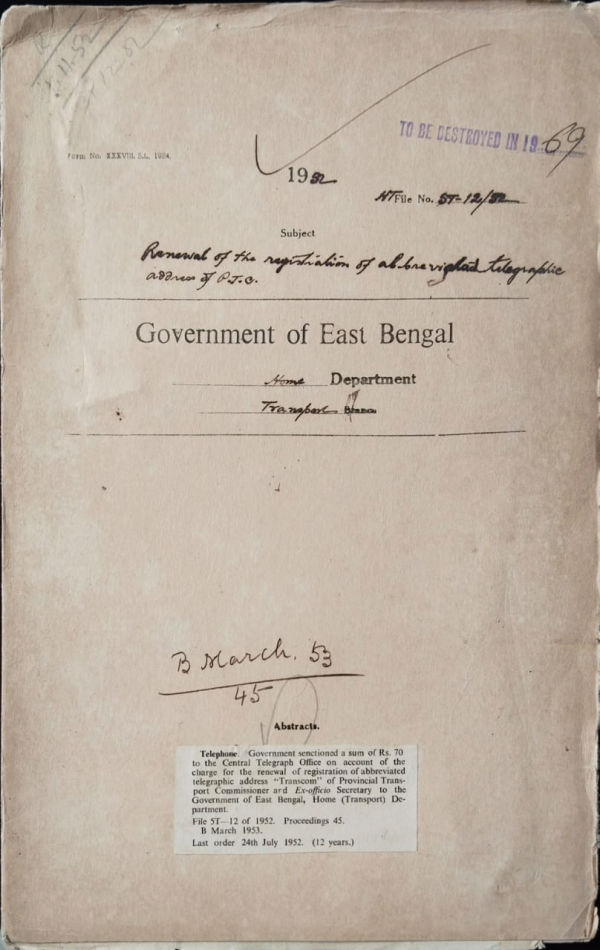 TO BE DESTROYED IN 1969
Form No. XXXVIII. S.L. 1934.
1952
HT File No. 5T-12/52
Subject
Renewal of the registration of abbreviated telegraphic
address of P.T.C.
Government of East Bengal
Home Department
Transport Branch
B March. 53
45
Abstracts.
Telephone. Government senctioned a sum of Rs. 70
to the Central Telegraph Office on account of the
charge for the renewal of registration of abbreviated
telegraphic address "Transcom" of Provincial Trans-
port Commissioner and Ex-officio Secretary to the
Government of East Bengal, Home (Transport) De-
partment.
File 5T—12 of 1952. Proceedings 45.
B March 1953.
Last order 24th July 1952. (12 years.)